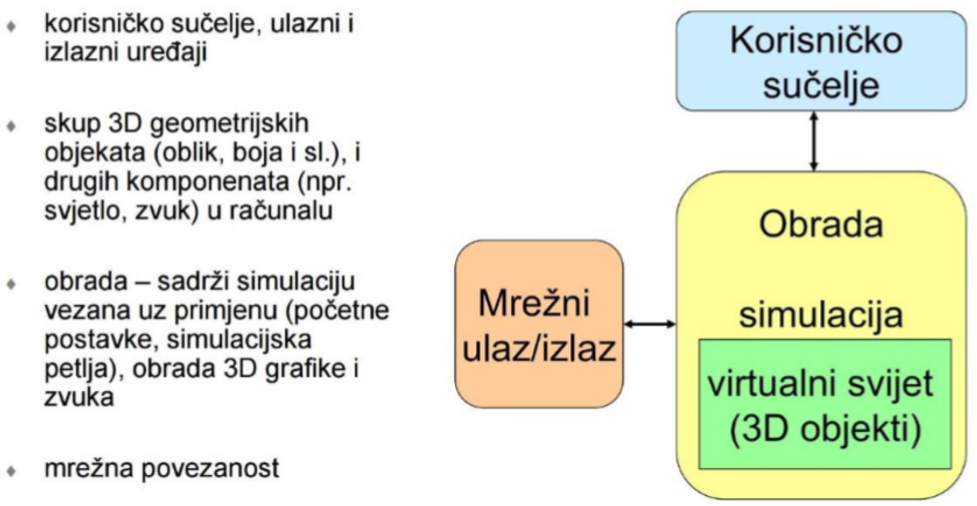 korisničko sučelje, ulazni i
izlazni uređaji
skup 3D geometrijskih
objekata (oblik, boja i sl.), i
drugih komponenata (npr.
svjetlo, zvuk) u računalu
obrada – sadrži simulaciju
vezana uz primjenu (početne
postavke, simulacijska
petlja), obrada 3D grafike i
zvuka
mrežna povezanost
Korisničko
sučelje
Obrada
simulacija
virtualni svijet
(3D objekti)
Mrežni
ulaz/izlaz